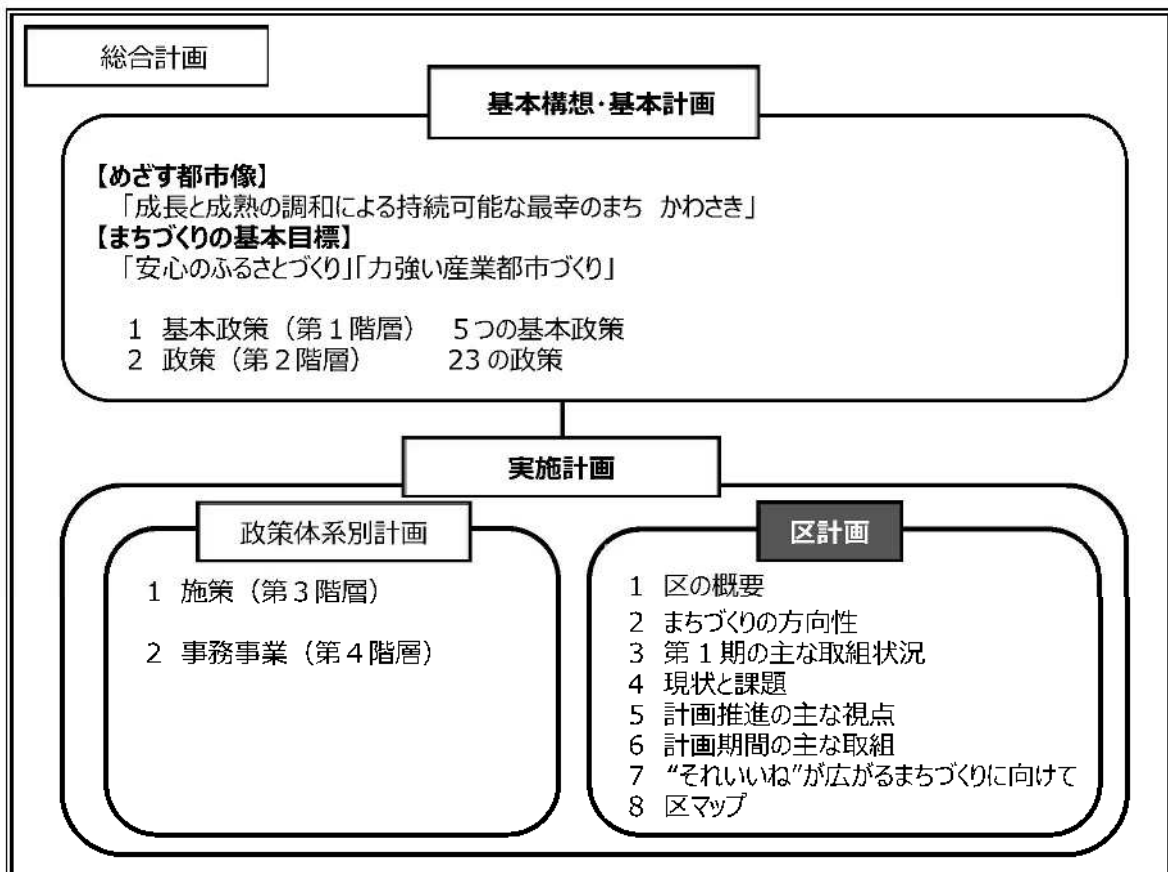 総合計画
基本構想・基本計画
【めざす都市像】
「成長と成熟の調和による持続可能な最幸のまち かわさき」
【まちづくりの基本目標】
「安心のふるさとづくり」「力強い産業都市づくり」
1 基本政策（第1階層） 5つの基本政策
2 政策（第2階層） 23の政策
実施計画
政策体系別計画
1 施策（第3階層）
2 事務事業（第4階層）
区計画
1 区の概要
2 まちづくりの方向性
3 第1期の主な取組状況
4 現状と課題
5 計画推進の主な視点
6 計画期間の主な取組
7 “それいいね”が広がるまちづくりに向けて
8 区マップ